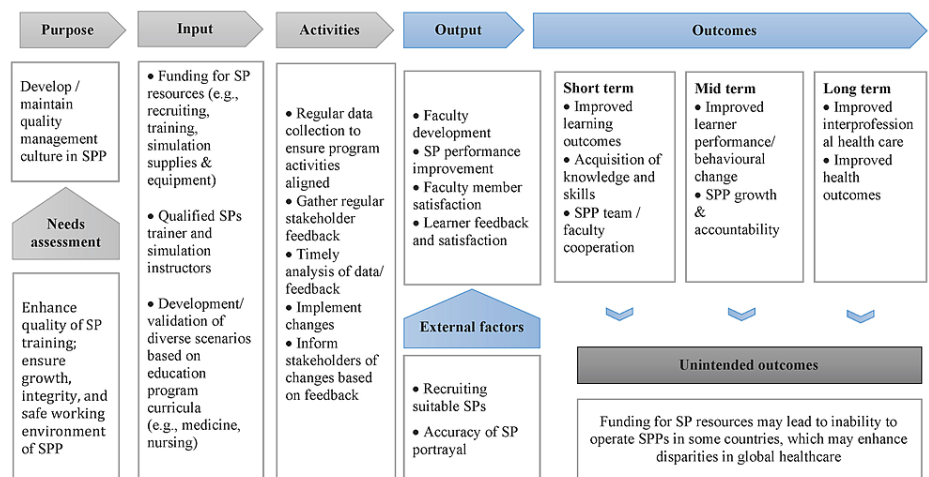 Purpose
Develop /
maintain
quality
management
culture in SPP
Needs
assessment
Enhance
quality of SP
training;
ensure
growth,
integrity, and
safe working
environment
of SPP
Input
• Funding for SP
resources (e.g.,
recruiting,
training,
simulation
supplies &
equipment)
• Qualified SPs
trainer and
simulation
instructors
• Development/
validation of
diverse scenarios
based on
education
program
curricula
(e.g., medicine,
nursing)
Activities
• Regular data
collection to
ensure program
activities
aligned
• Gather regular
stakeholder
feedback
• Timely
analysis of data/
feedback
• Implement
changes
• Inform
stakeholders of
changes based
on feedback
Output
• Faculty
development
• SP performance
improvement
• Faculty member
satisfaction
• Learner feedback
and satisfaction
External factors
• Recruiting
suitable SPs
• Accuracy of SP
portrayal
Outcomes
Short term
• Improved
learning
outcomes
• Acquisition of
knowledge and
skills
• SPP team /
faculty
cooperation
Mid term
• Improved
learner
performance/
behavioural
change
• SPP growth
&
accountability
Long term
• Improved
interprofession
al health care
• Improved
health
outcomes
Unintended outcomes
Funding for SP resources may lead to inability to
operate SPPs in some countries, which may enhance
disparities in global healthcare